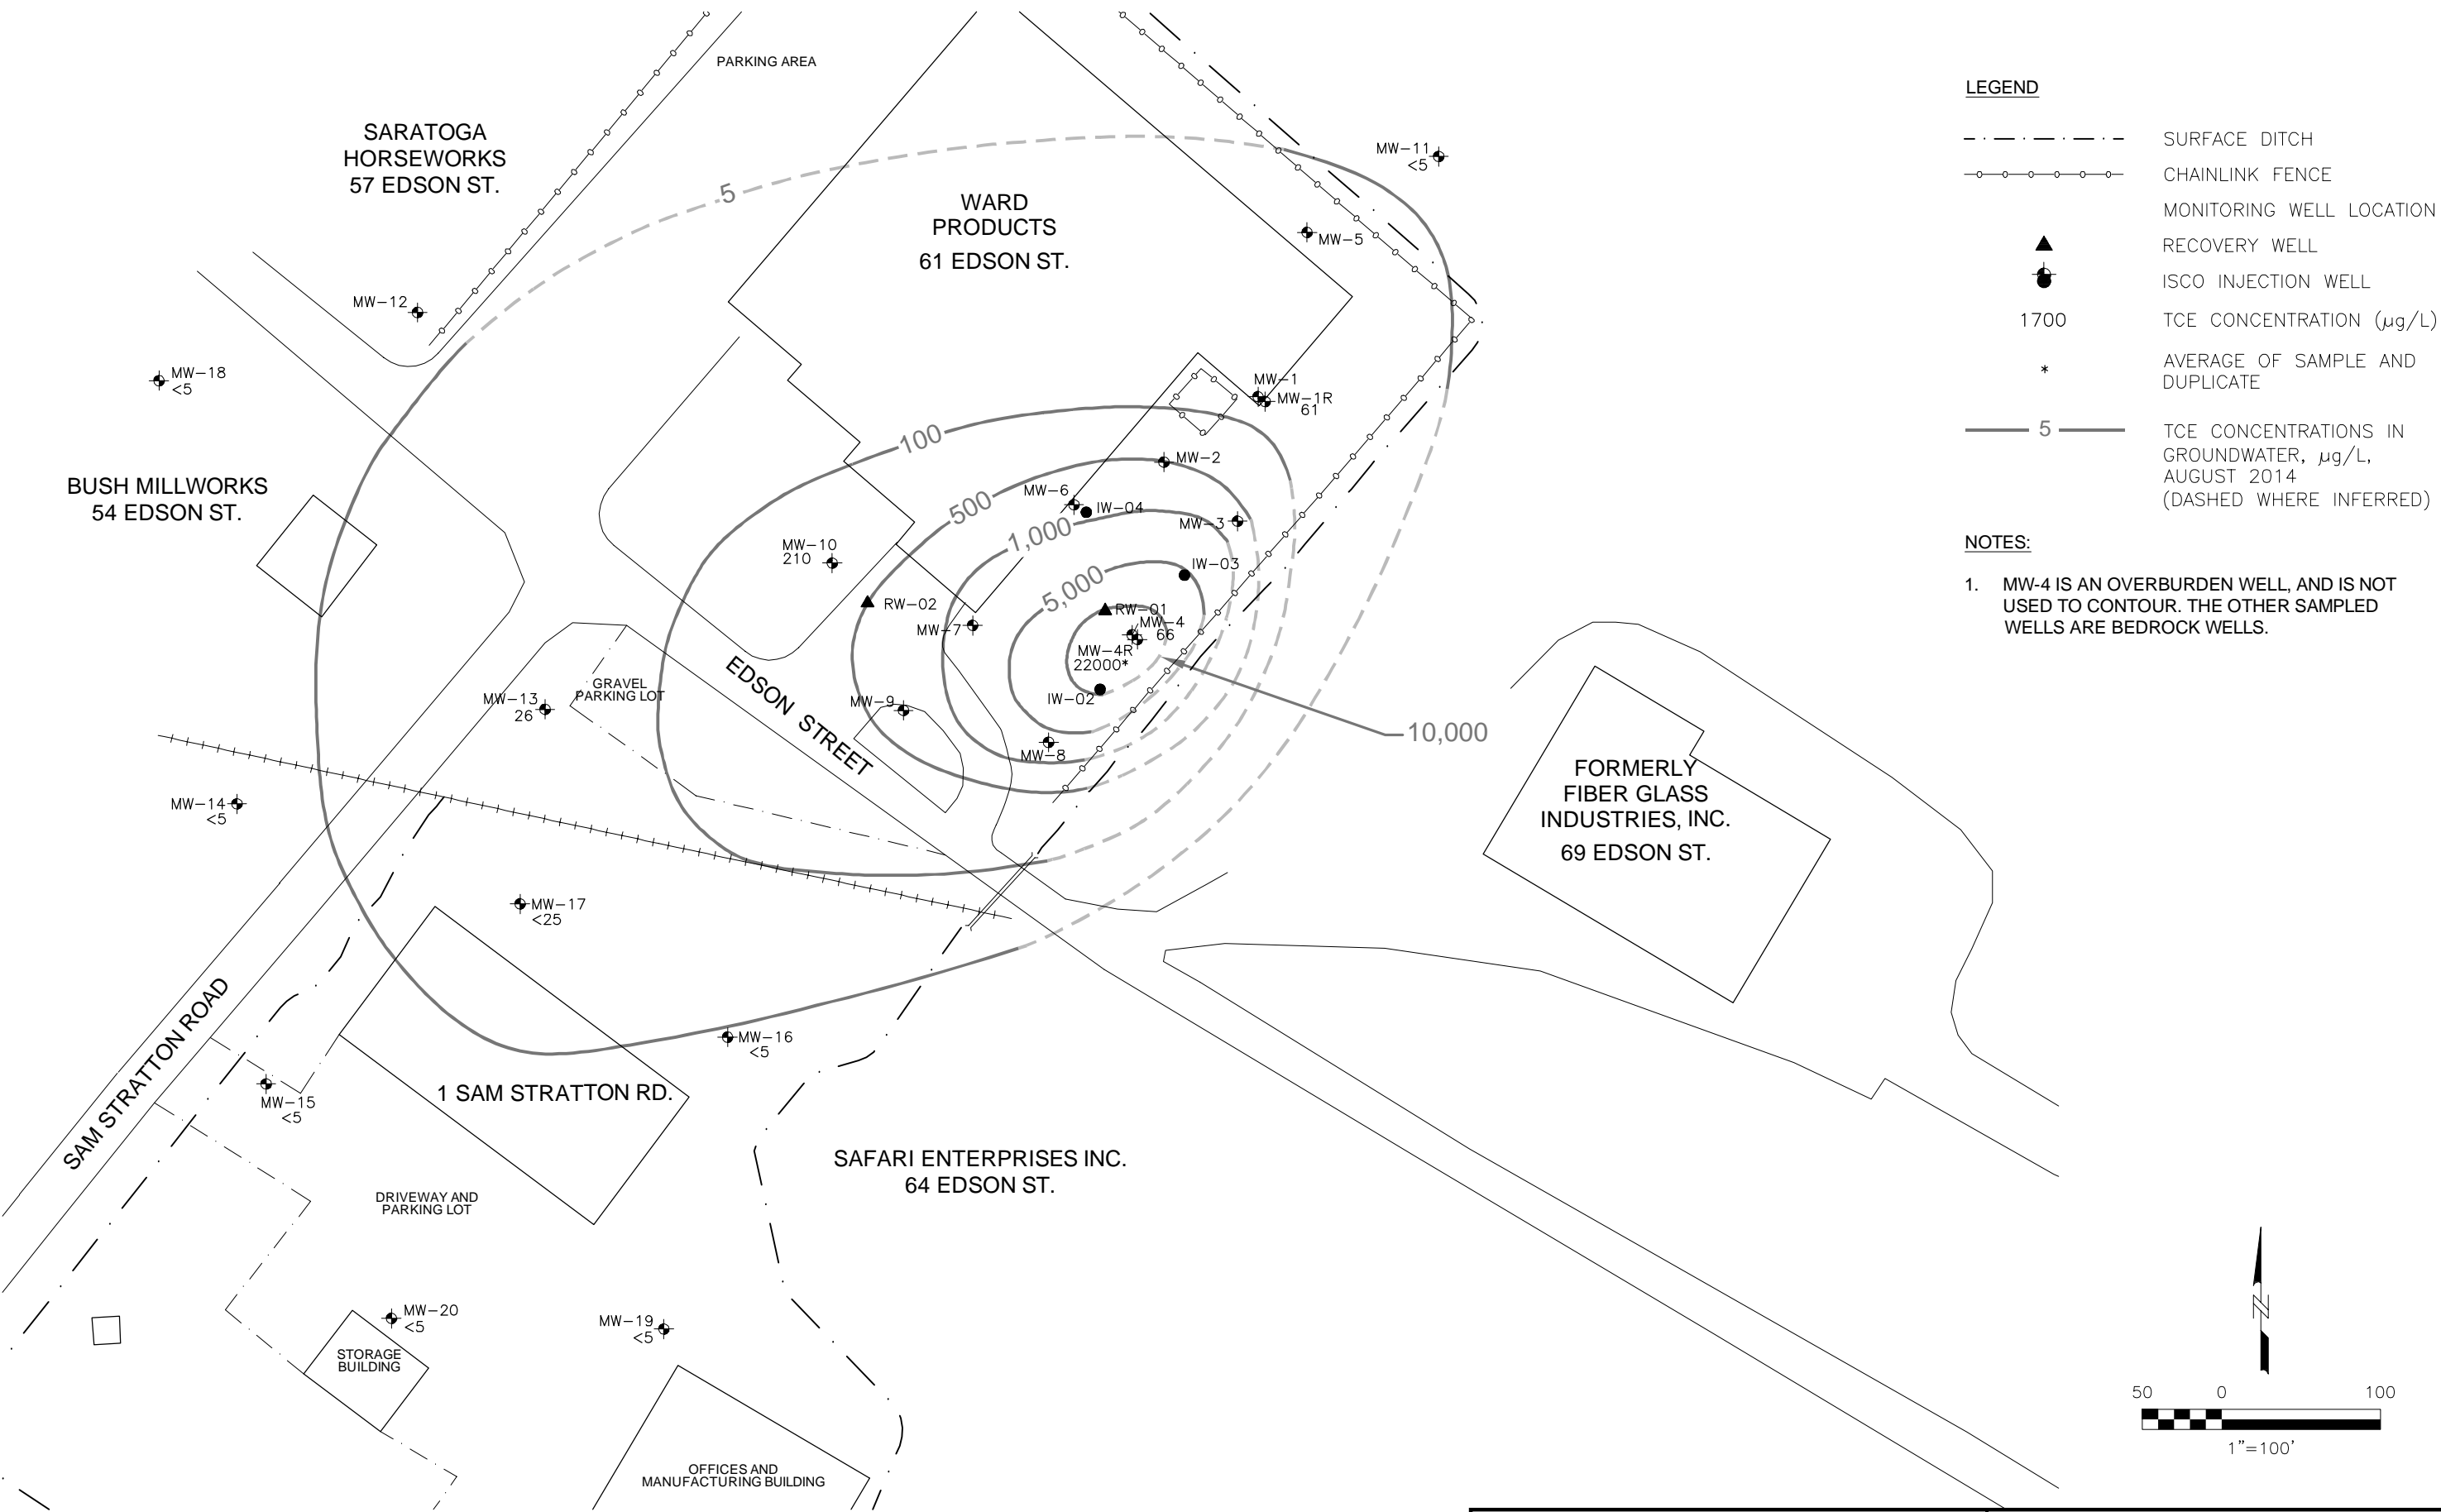 PARKING AREA
SARATOGA
HORSEWORKS
57 EDSON ST.
5
WARD
PRODUCTS
61 EDSON ST.
MW-11
<5
MW-5
MW-12
MW-18
<5
MW-1
MW-1R
61
100
MW-2
BUSH MILLWORKS
54 EDSON ST.
500
MW-6
IW-04
MW-3
1,000
MW-10
210
IW-03
5,000
RW-02
RW-01
MW-4
66
MW-7
MW-4R
22000*
IW-02
GRAVEL
PARKING LOT
MW-13
26
EDSON STREET
MW-9
MW-8
10,000
MW-14
<5
FORMERLY
FIBER GLASS
INDUSTRIES, INC.
69 EDSON ST.
MW-17
<25
SAM STRATTON ROAD
MW-16
<5
MW-15
<5
1 SAM STRATTON RD.
SAFARI ENTERPRISES INC.
64 EDSON ST.
DRIVEWAY AND
PARKING LOT
MW-20
<5
MW-19
<5
STORAGE
BUILDING
OFFICES AND
MANUFACTURING BUILDING
LEGEND
SURFACE DITCH
CHAINLINK FENCE
MONITORING WELL LOCATION
RECOVERY WELL
ISCO INJECTION WELL
1700 TCE CONCENTRATION (µg/L)
* AVERAGE OF SAMPLE AND
DUPLICATE
5 TCE CONCENTRATIONS IN
GROUNDWATER, µg/L,
AUGUST 2014
(DASHED WHERE INFERRED)
NOTES:
1. MW-4 IS AN OVERBURDEN WELL, AND IS NOT
USED TO CONTOUR. THE OTHER SAMPLED
WELLS ARE BEDROCK WELLS.
N
50 0 100
1"=100'